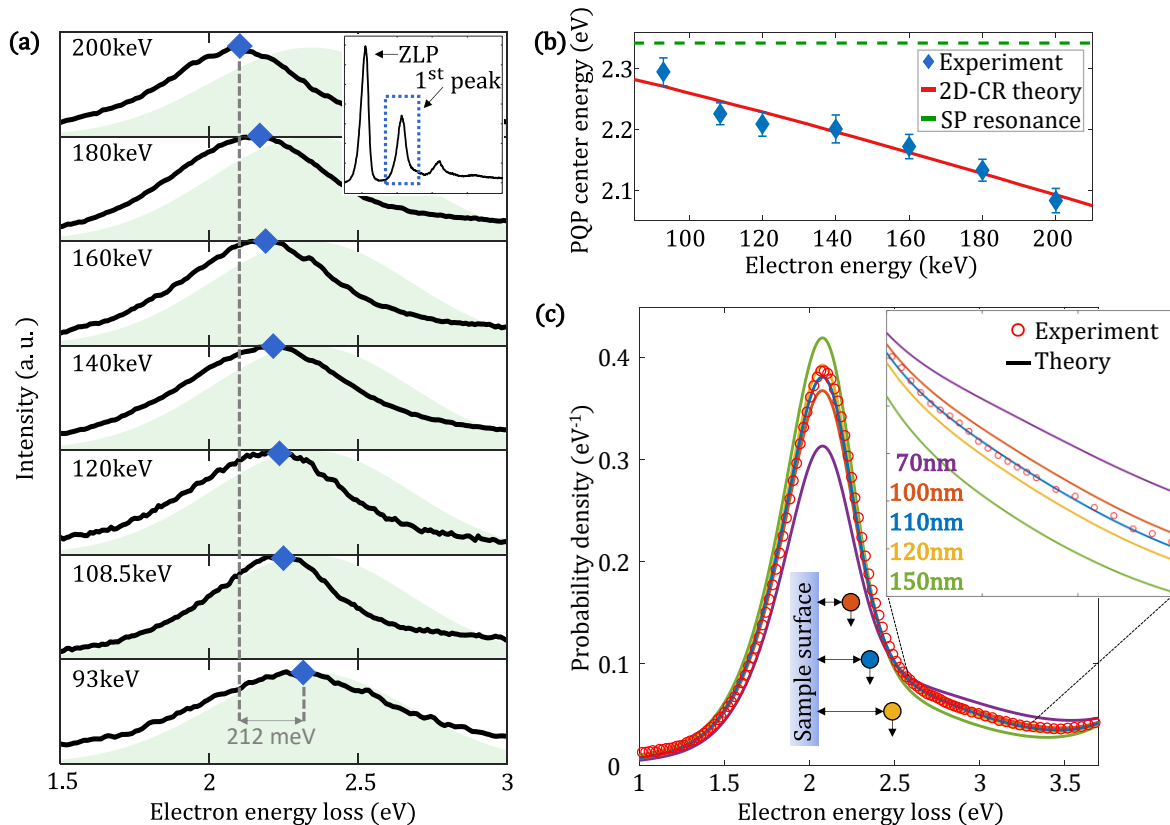 (a)
200keV
180keV
160keV
140keV
120keV
108.5keV
93keV
212 meV
ZLP
1st peak
Intensity (a. u.)
1.5 2 2.5 3
Electron energy loss (eV)
(b)
PQP center energy (eV)
2.3
2.2
2.1
Experiment
2D-CR theory
SP resonance
100 120 140 160 180 200
Electron energy (keV)
(c)
Probability density (eV-1)
0.4
0.3
0.2
0.1
0
Experiment
Theory
70nm
100nm
110nm
120nm
150nm
Sample surface
1 1.5 2 2.5 3 3.5
Electron energy loss (eV)